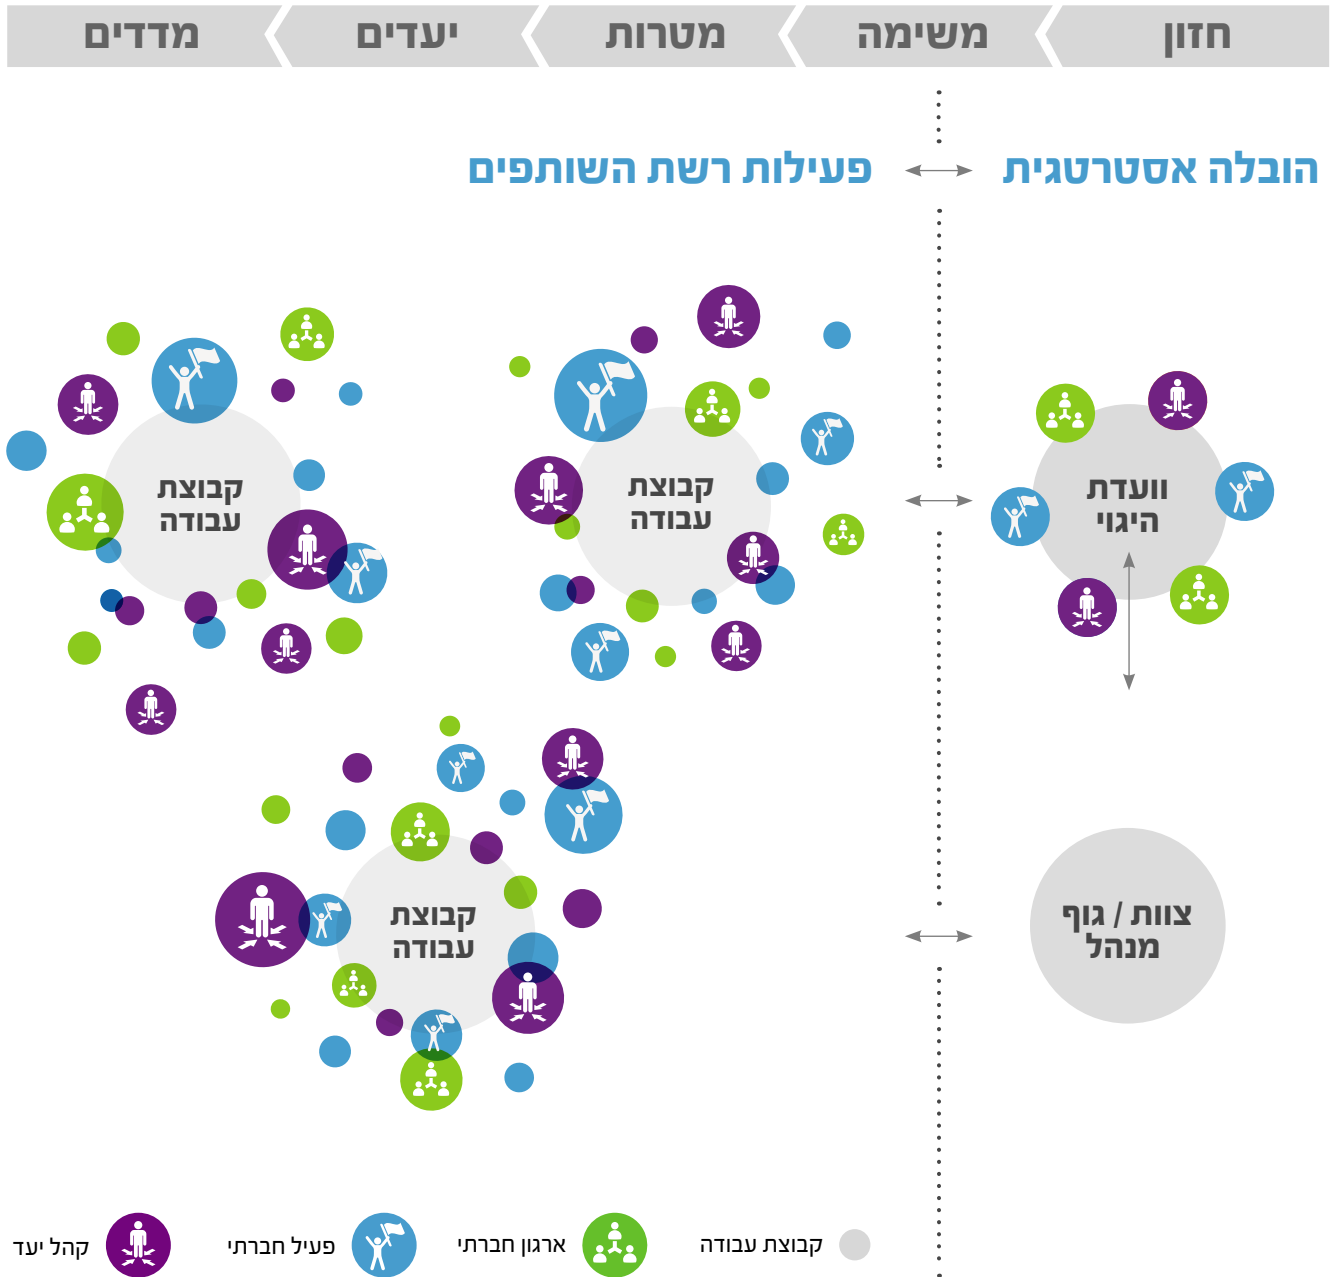 חזון
משימה
מטרות
יעדים
מדדים
הובלה אסטרטגית
פעילות רשת השותפים
וועדת
היגוי
קבוצת
עבודה
קבוצת
עבודה
צוות / גוף
מנהל
קבוצת
עבודה
קבוצת עבודה
ארגון חברתי
פעיל חברתי
קהל יעד